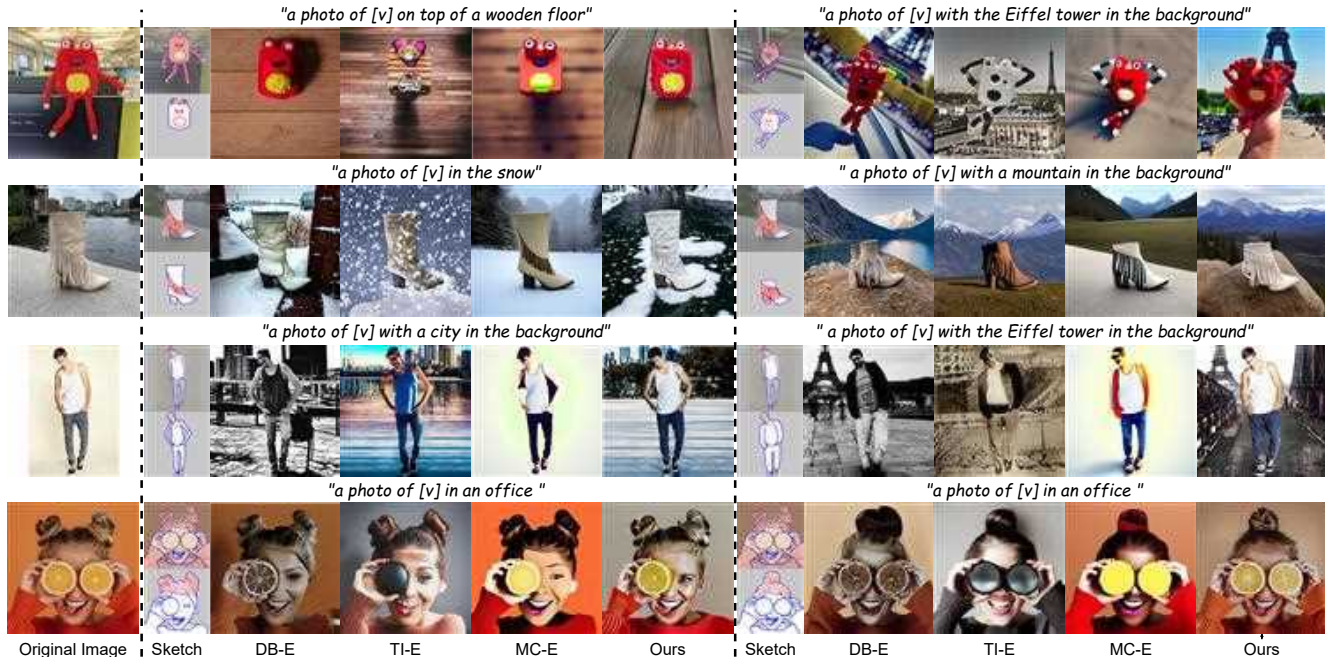 "a photo of [v] on top of a wooden floor"
"a photo of [v] with the Eiffel tower in the background"
"a photo of [v] in the snow"
"a photo of [v] with a mountain in the background"
"a photo of [v] with a city in the background"
" a photo of [v] with the Eiffel tower in the background"
"a photo of [v] in an office "
"a photo of [v] in an office "
Original Image Sketch DB-E TI-E MC-E Ours Sketch DB-E TI-E MC-E Ours